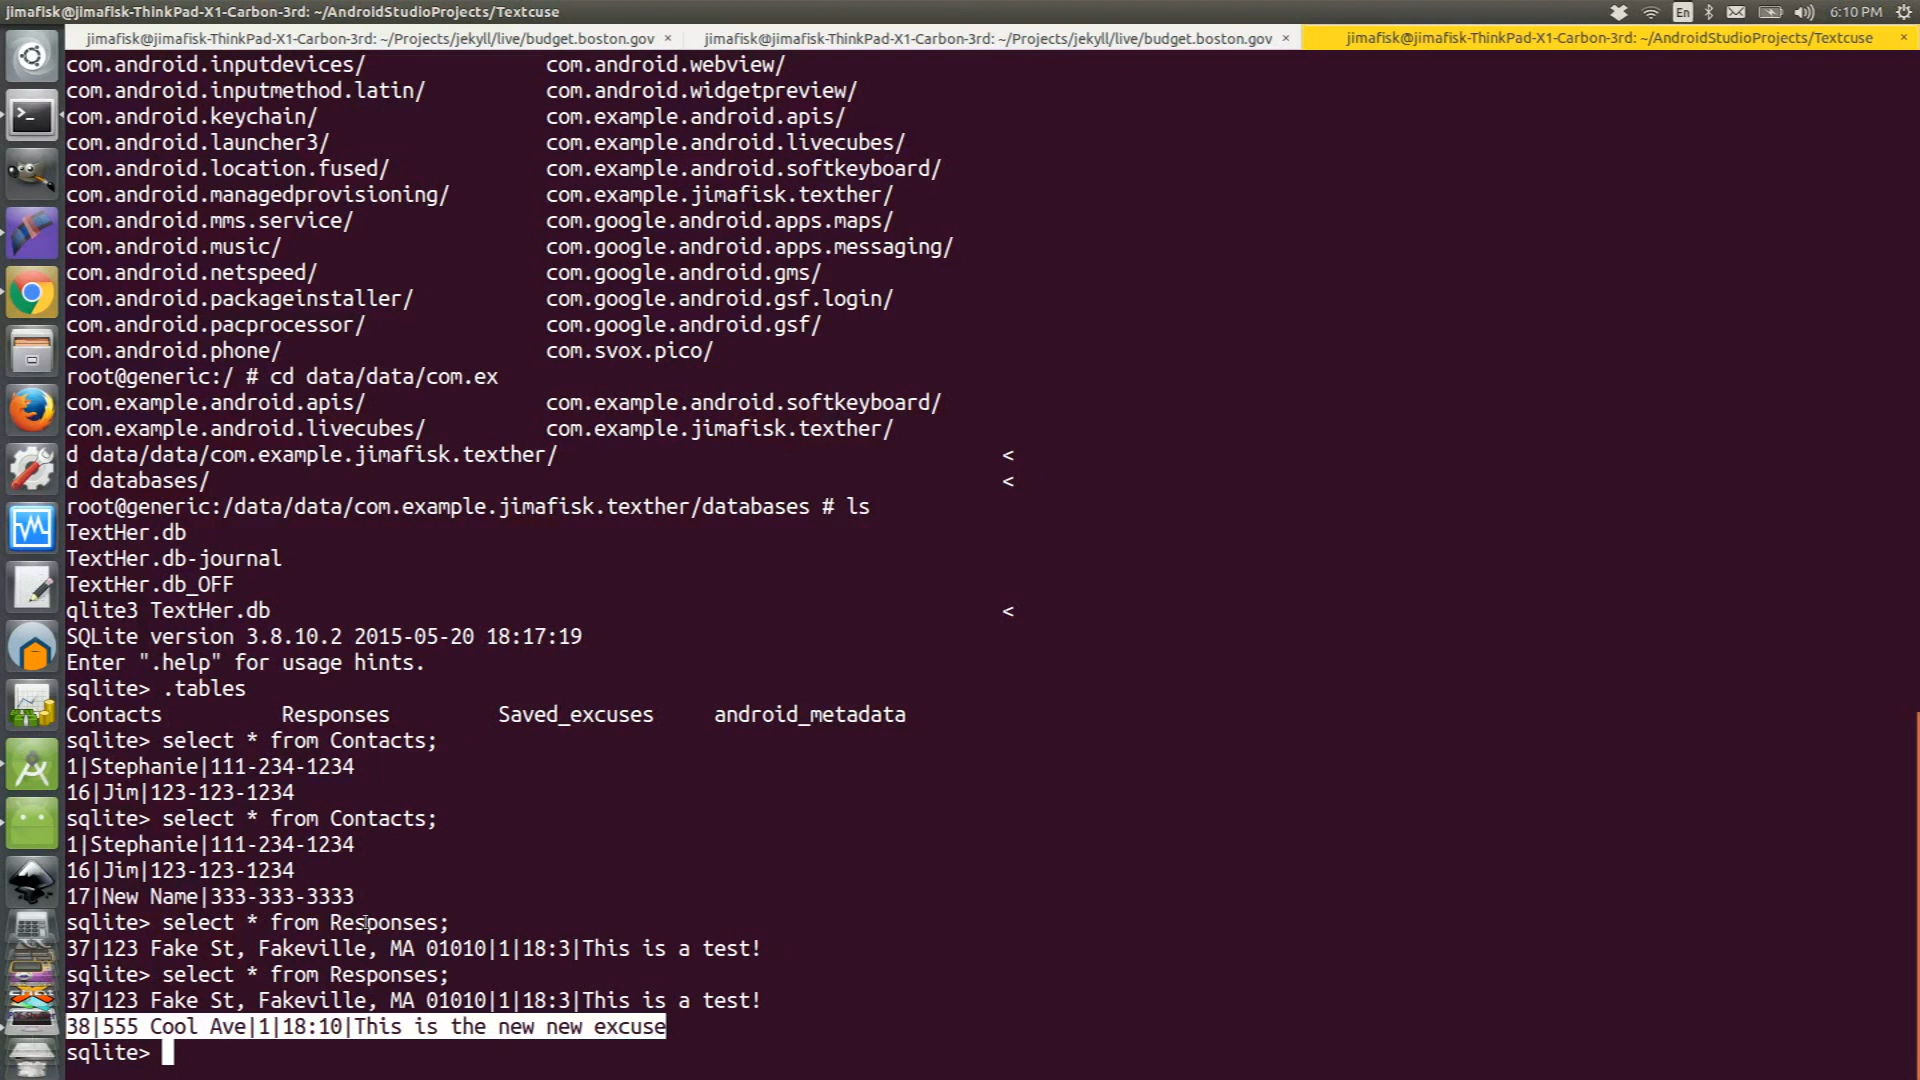 jimafisk@jimafisk-ThinkPad-X1-Carbon-3rd: ~/AndroidStudioProjects/Textcuse
En
6:10 PM
jimafisk@jimafisk-ThinkPad-X1-Carbon-3rd: ~/Projects/jekyll/live/budget.boston.gov ×
jimafisk@jimafisk-ThinkPad-X1-Carbon-3rd: ~/Projects/jekyll/live/budget.boston.gov ×
jimafisk@jimafisk-ThinkPad-X1-Carbon-3rd: ~/AndroidStudioProjects/Textcuse ×
com.android.inputdevices/ com.android.webview/
com.android.inputmethod.latin/ com.android.widgetpreview/
com.android.keychain/ com.example.android.apis/
com.android.launcher3/ com.example.android.livecubes/
com.android.location.fused/ com.example.android.softkeyboard/
com.android.managedprovisioning/ com.example.jimafisk.texther/
com.android.mms.service/ com.google.android.apps.maps/
com.android.music/ com.google.android.apps.messaging/
com.android.netspeed/ com.google.android.gms/
com.android.packageinstaller/ com.google.android.gsf.login/
com.android.pacprocessor/ com.google.android.gsf/
com.android.phone/ com.svox.pico/
root@generic:/ # cd data/data/com.ex
com.example.android.apis/ com.example.android.softkeyboard/
com.example.android.livecubes/ com.example.jimafisk.texther/
d data/data/com.example.jimafisk.texther/ <
d databases/ <
root@generic:/data/data/com.example.jimafisk.texther/databases # ls
TextHer.db
TextHer.db-journal
TextHer.db_OFF
qlite3 TextHer.db <
SQLite version 3.8.10.2 2015-05-20 18:17:19
Enter ".help" for usage hints.
sqlite> .tables
Contacts Responses Saved_excuses android_metadata
sqlite> select * from Contacts;
1|Stephanie|111-234-1234
16|Jim|123-123-1234
sqlite> select * from Contacts;
1|Stephanie|111-234-1234
16|Jim|123-123-1234
17|New Name|333-333-3333
sqlite> select * from Responses;
37|123 Fake St, Fakeville, MA 01010|1|18:3|This is a test!
sqlite> select * from Responses;
37|123 Fake St, Fakeville, MA 01010|1|18:3|This is a test!
38|555 Cool Ave|1|18:10|This is the new new excuse
sqlite>